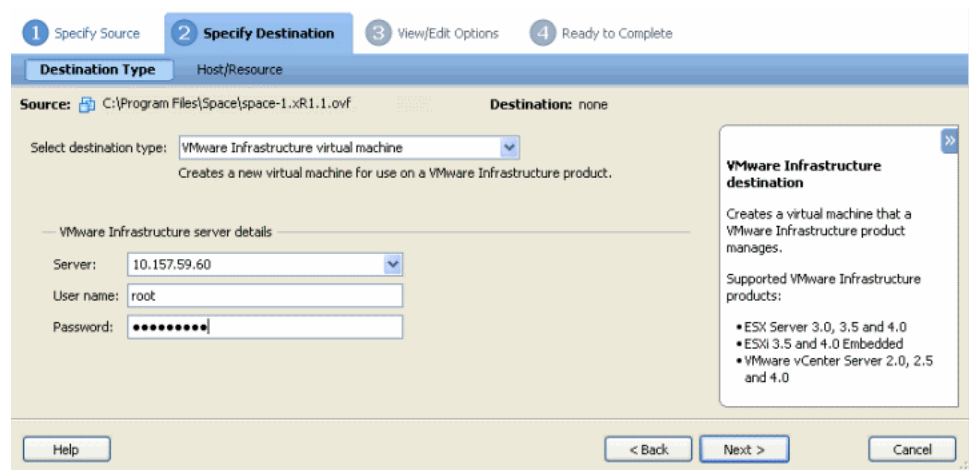 1 Specify Source 2 Specify Destination 3 View/Edit Options 4 Ready to Complete
Destination Type Host/Resource
Source: C:\Program Files\Space\space-1.xR1.1.ovf Destination: none
Select destination type: VMware Infrastructure virtual machine
Creates a new virtual machine for use on a VMware Infrastructure product.
VMware Infrastructure server details
Server: 10.157.59.60
User name: root
Password: •••••••••
»
VMware Infrastructure
destination
Creates a virtual machine that a
VMware Infrastructure product
manages.
Supported VMware Infrastructure
products:
• ESX Server 3.0, 3.5 and 4.0
• ESXi 3.5 and 4.0 Embedded
• VMware vCenter Server 2.0, 2.5
and 4.0
Help < Back Next > Cancel